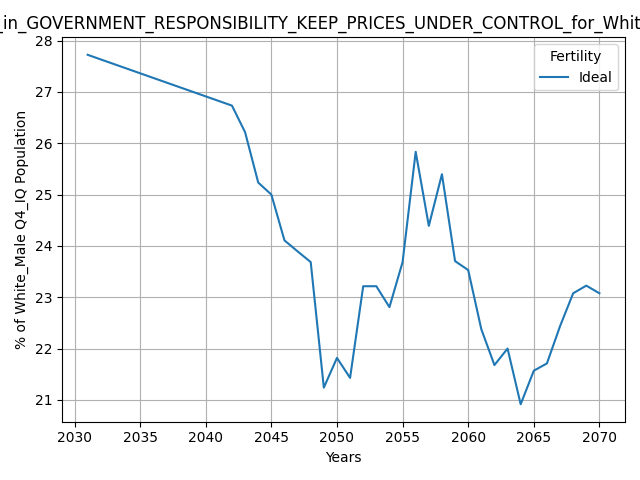 _in_GOVERNMENT_RESPONSIBILITY_KEEP_PRICES_UNDER_CONTROL_for_Whit
Fertility
Ideal
% of White_Male Q4_IQ Population
28
27
26
25
24
23
22
21
2030 2035 2040 2045 2050 2055 2060 2065 2070
Years